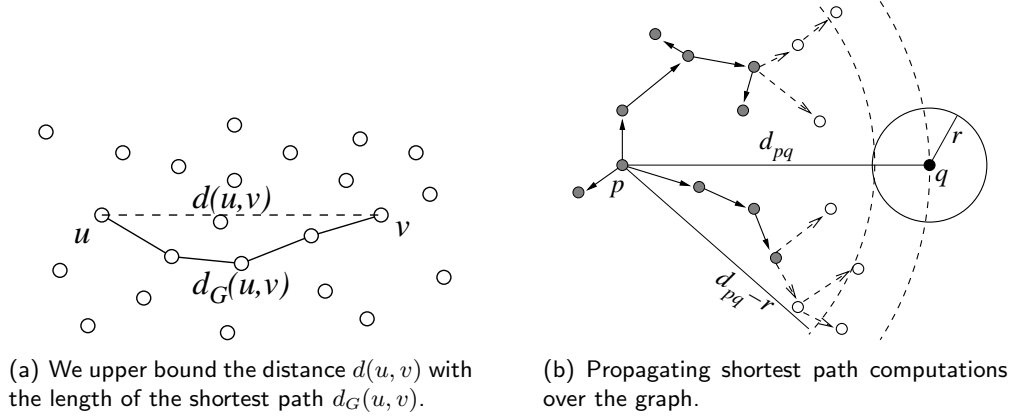 d(u,v)
u
v
d_G(u,v)
(a) We upper bound the distance d(u, v) with
the length of the shortest path d_G(u, v).
d_pq
r
p
q
d_pq−r
(b) Propagating shortest path computations
over the graph.